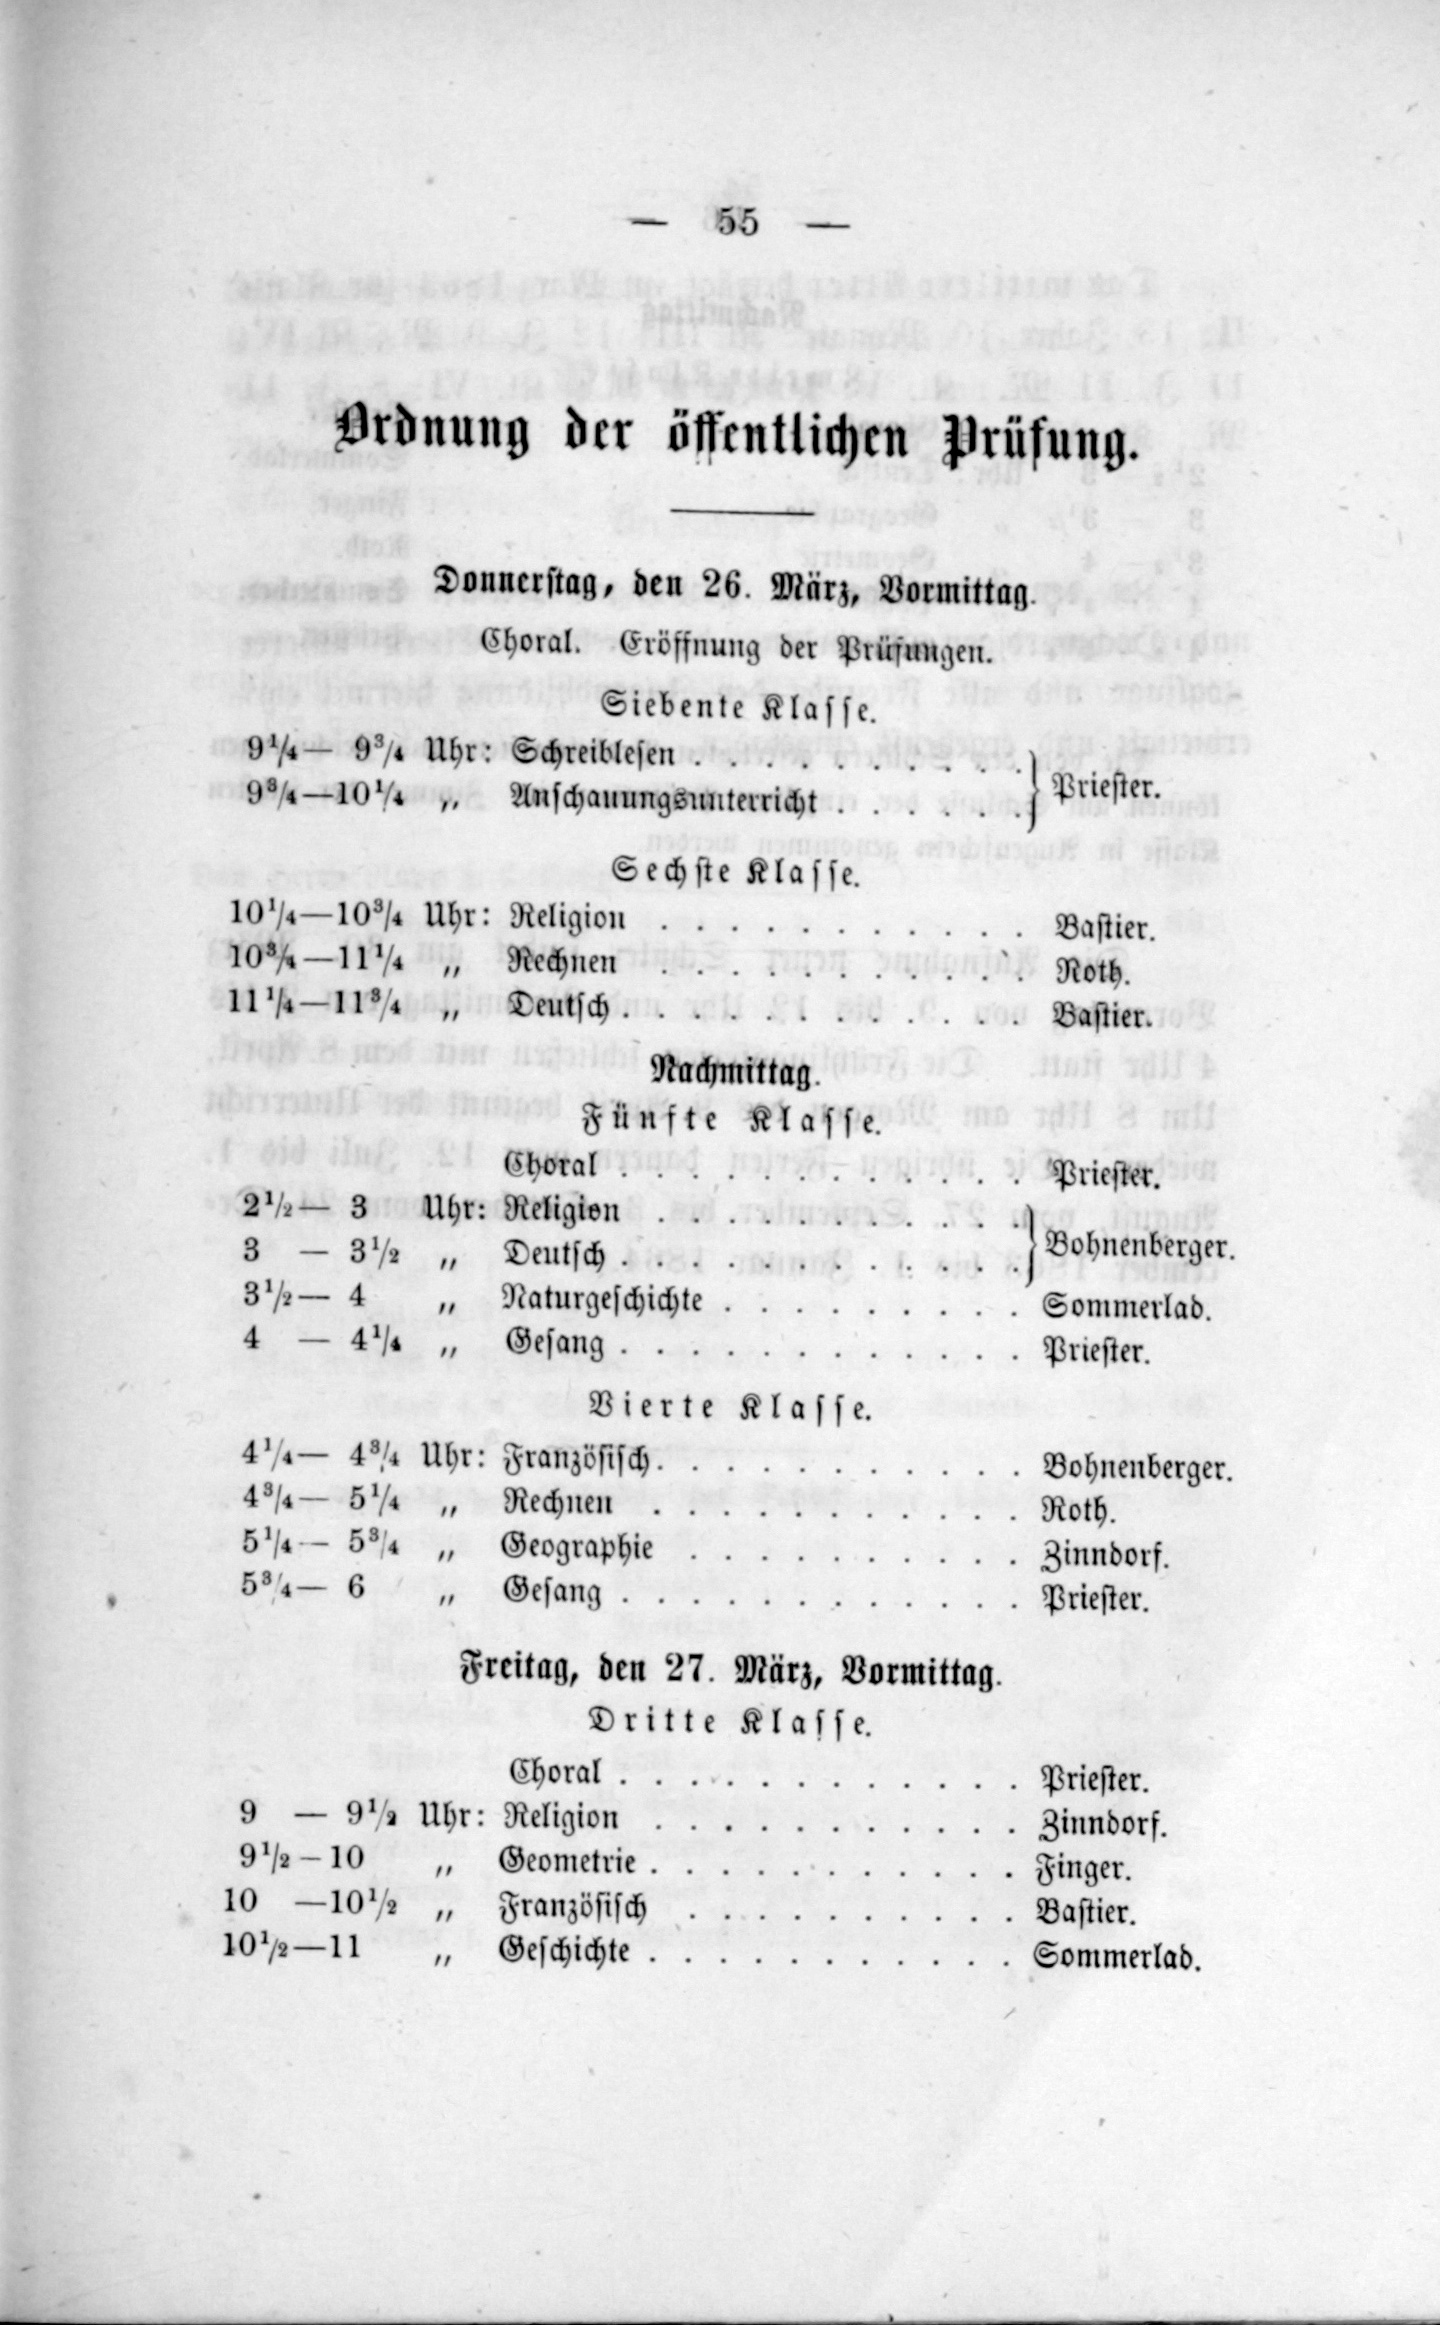 — 55 —
Ordnung der öffentlichen Prüfung.
Donnerstag, den 26. März, Vormittag.
Choral. Eröffnung der Prüfungen.
Siebente Klasse.
9¼— 9¾ Uhr: Schreiblesen . . . . . . . . . . } Priester.
9¾—10¼ „ Anschauungsunterricht . . . . . .
Sechste Klasse.
10¼—10¾ Uhr: Religion . . . . . . . . . . . Bastier.
10¾—11¼ „ Rechnen . . . . . . . . . . . Roth.
11¼—11¾ „ Deutsch . . . . . . . . . . . . Bastier.
Nachmittag.
Fünfte Klasse.
Choral . . . . . . . . . . . . Priester.
2½— 3 Uhr: Religion . . . . . . . . . . . } Bohnenberger.
3 — 3½ „ Deutsch . . . . . . . . . . . .
3½— 4 „ Naturgeschichte . . . . . . . . . Sommerlad.
4 — 4¼ „ Gesang . . . . . . . . . . . . Priester.
Vierte Klasse.
4¼— 4¾ Uhr: Französisch . . . . . . . . . . . Bohnenberger.
4¾— 5¼ „ Rechnen . . . . . . . . . . . Roth.
5¼— 5¾ „ Geographie . . . . . . . . . . Zinndorf.
5¾— 6 „ Gesang . . . . . . . . . . . . Priester.
Freitag, den 27. März, Vormittag.
Dritte Klasse.
Choral . . . . . . . . . . . . Priester.
9 — 9½ Uhr: Religion . . . . . . . . . . . Zinndorf.
9½—10 „ Geometrie . . . . . . . . . . . Finger.
10 —10½ „ Französisch . . . . . . . . . . Bastier.
10½—11 „ Geschichte . . . . . . . . . . . Sommerlad.